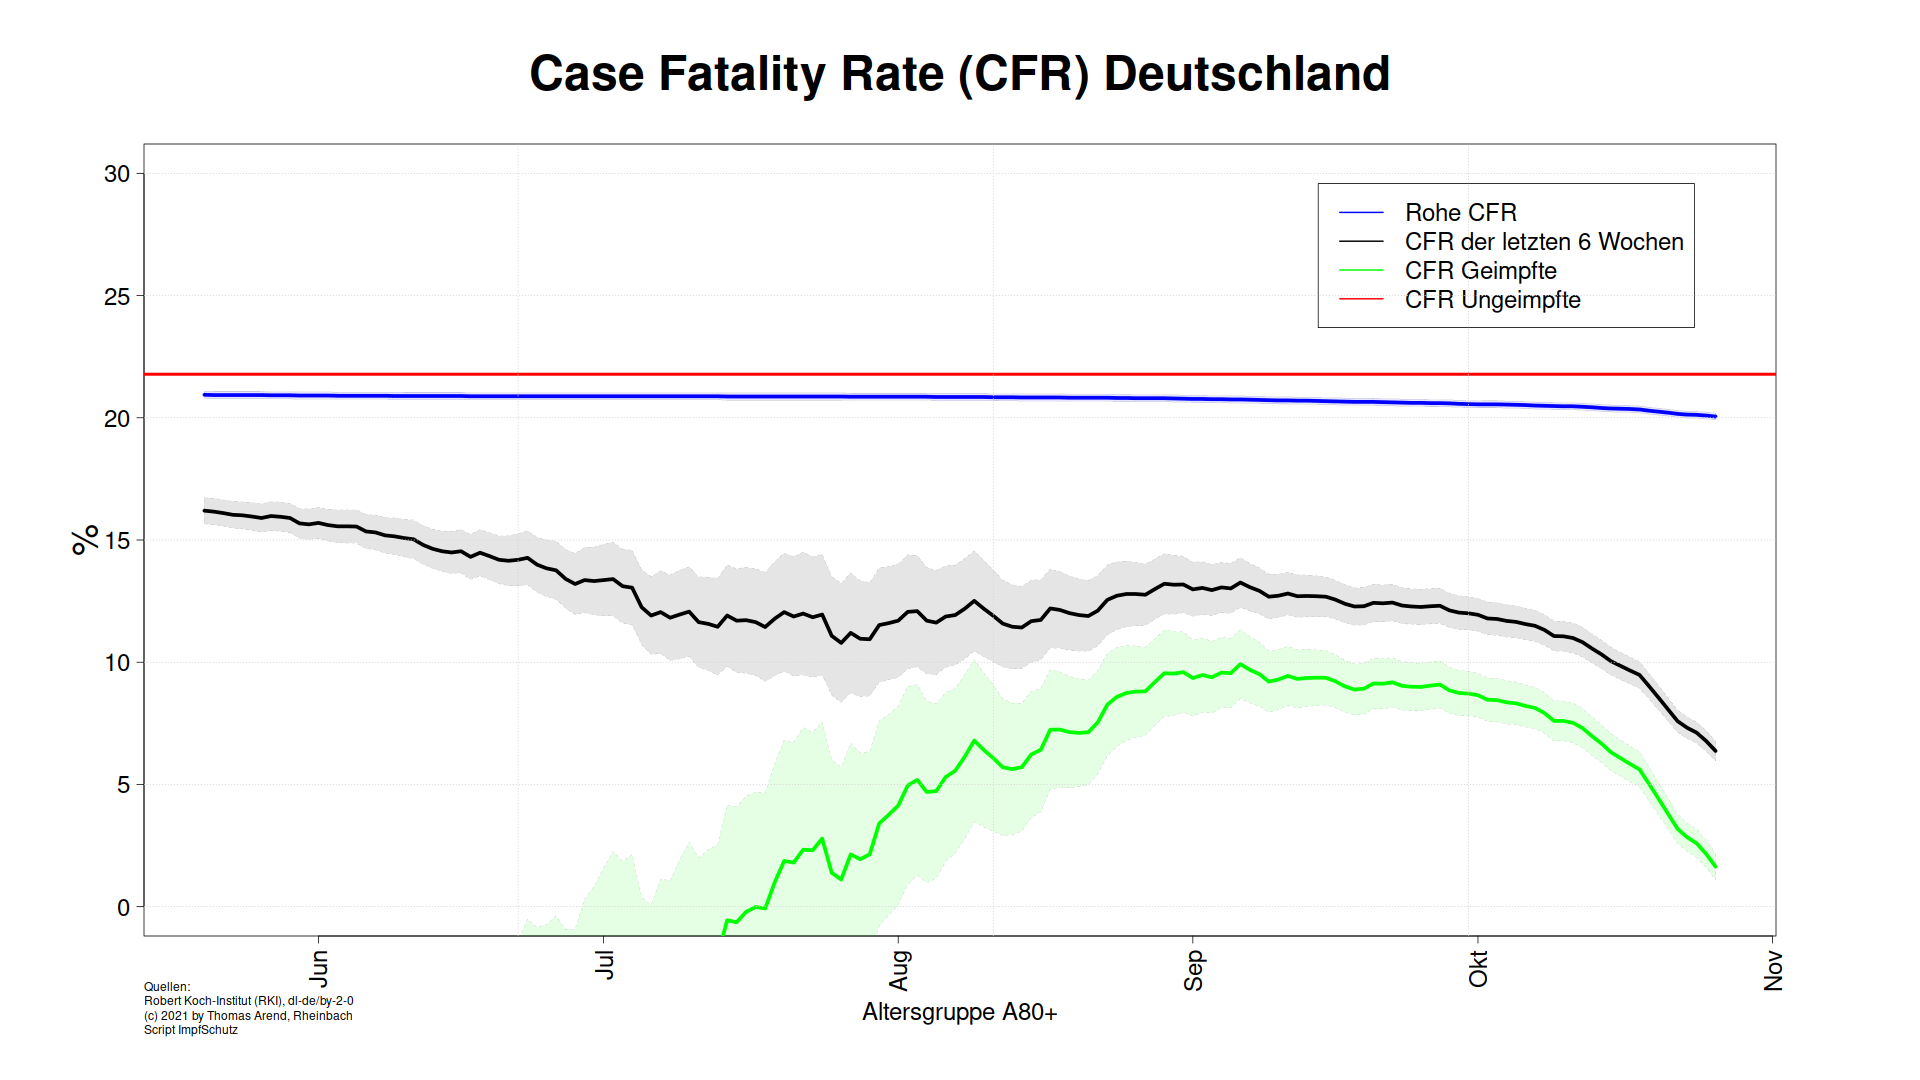 Case Fatality Rate (CFR) Deutschland
30
25
20
15
10
5
0
%
Rohe CFR
CFR der letzten 6 Wochen
CFR Geimpfte
CFR Ungeimpfte
Jun
Jul
Aug
Sep
Okt
Nov
Altersgruppe A80+
Quellen:
Robert Koch-Institut (RKI), dl-de/by-2-0
(c) 2021 by Thomas Arend, Rheinbach
Script ImpfSchutz